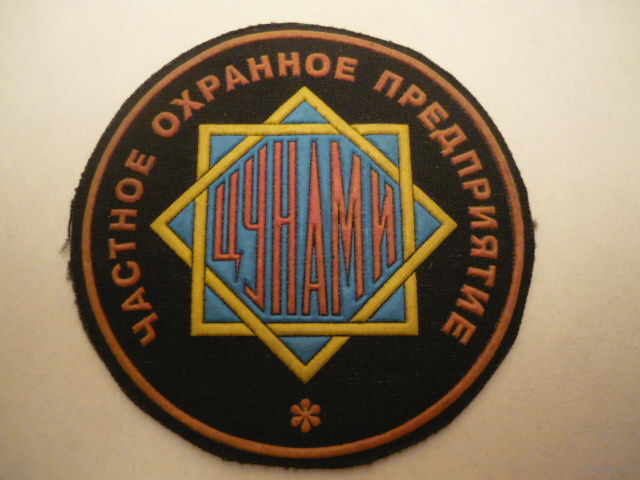 ЧАСТНОЕ ОХРАННОЕ ПРЕДПРИЯТИЕ
ЦУНАМИ